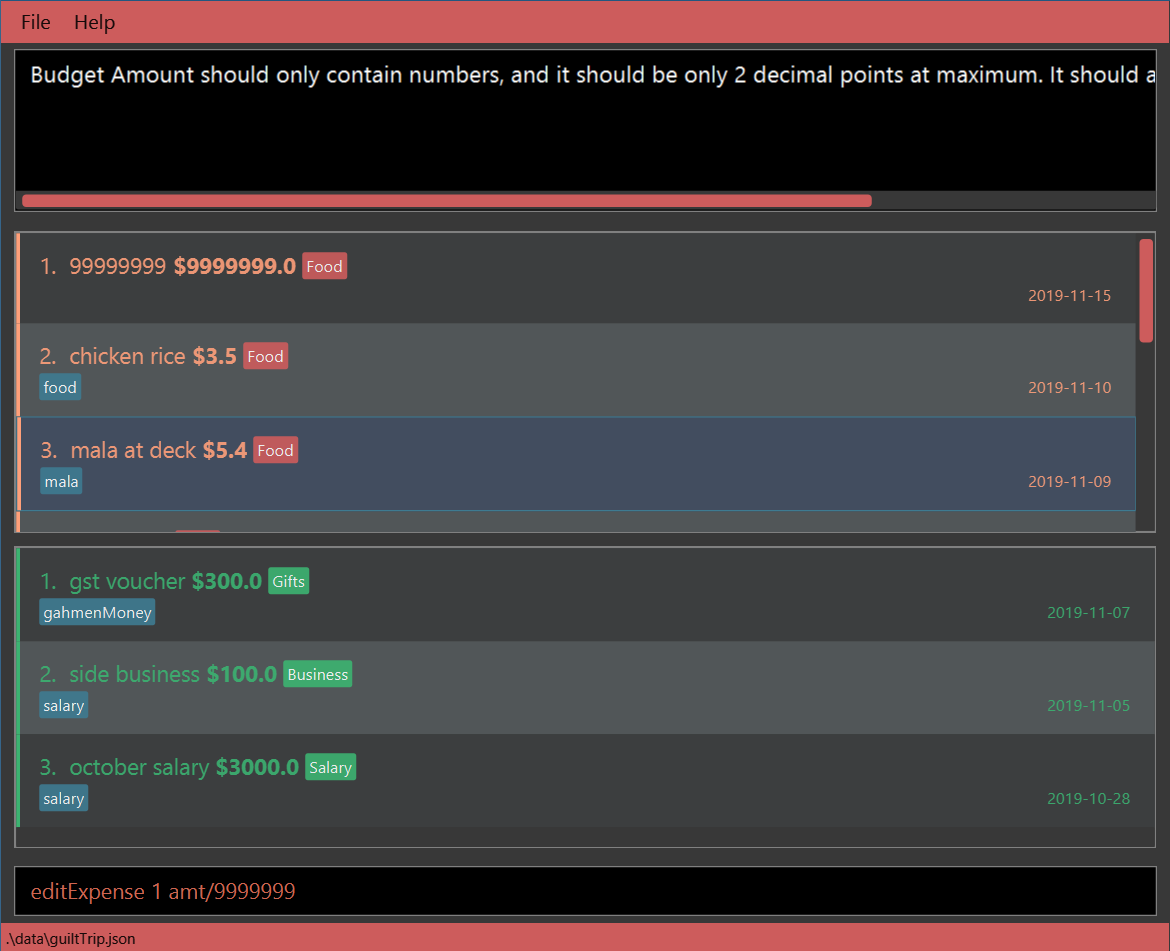 File Help
Budget Amount should only contain numbers, and it should be only 2 decimal points at maximum. It should a
1. 99999999 $9999999.0 Food
2019-11-15
2. chicken rice $3.5 Food
food 2019-11-10
3. mala at deck $5.4 Food
mala 2019-11-09
1. gst voucher $300.0 Gifts
gahmenMoney 2019-11-07
2. side business $100.0 Business
salary 2019-11-05
3. october salary $3000.0 Salary
salary 2019-10-28
editExpense 1 amt/9999999
.\data\guiltTrip.json